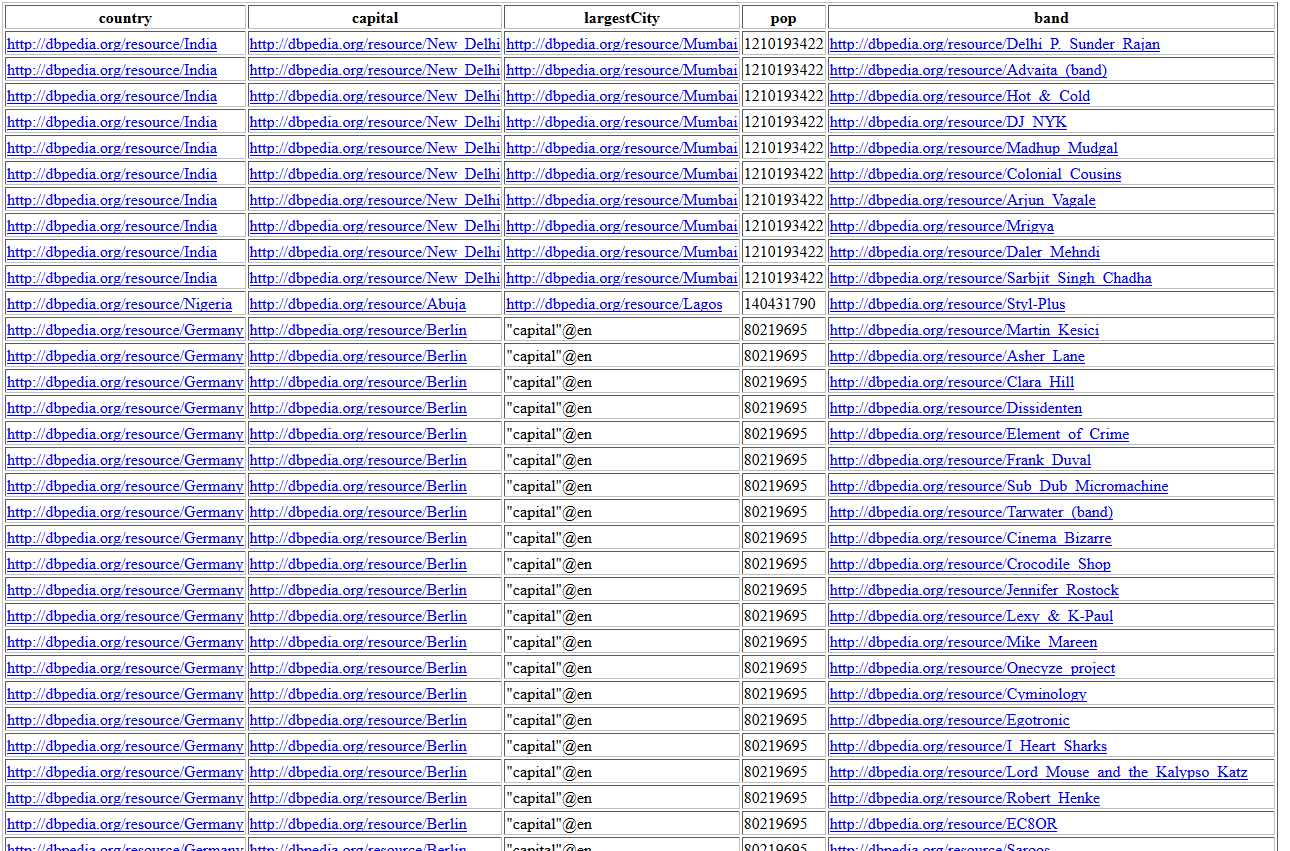 country capital largestCity pop band
http://dbpedia.org/resource/India http://dbpedia.org/resource/New_Delhi http://dbpedia.org/resource/Mumbai 1210193422 http://dbpedia.org/resource/Delhi_P._Sunder_Rajan
http://dbpedia.org/resource/India http://dbpedia.org/resource/New_Delhi http://dbpedia.org/resource/Mumbai 1210193422 http://dbpedia.org/resource/Advaita_(band)
http://dbpedia.org/resource/India http://dbpedia.org/resource/New_Delhi http://dbpedia.org/resource/Mumbai 1210193422 http://dbpedia.org/resource/Hot_&_Cold
http://dbpedia.org/resource/India http://dbpedia.org/resource/New_Delhi http://dbpedia.org/resource/Mumbai 1210193422 http://dbpedia.org/resource/DJ_NYK
http://dbpedia.org/resource/India http://dbpedia.org/resource/New_Delhi http://dbpedia.org/resource/Mumbai 1210193422 http://dbpedia.org/resource/Madhup_Mudgal
http://dbpedia.org/resource/India http://dbpedia.org/resource/New_Delhi http://dbpedia.org/resource/Mumbai 1210193422 http://dbpedia.org/resource/Colonial_Cousins
http://dbpedia.org/resource/India http://dbpedia.org/resource/New_Delhi http://dbpedia.org/resource/Mumbai 1210193422 http://dbpedia.org/resource/Arjun_Vagale
http://dbpedia.org/resource/India http://dbpedia.org/resource/New_Delhi http://dbpedia.org/resource/Mumbai 1210193422 http://dbpedia.org/resource/Mrigya
http://dbpedia.org/resource/India http://dbpedia.org/resource/New_Delhi http://dbpedia.org/resource/Mumbai 1210193422 http://dbpedia.org/resource/Daler_Mehndi
http://dbpedia.org/resource/India http://dbpedia.org/resource/New_Delhi http://dbpedia.org/resource/Mumbai 1210193422 http://dbpedia.org/resource/Sarbjit_Singh_Chadha
http://dbpedia.org/resource/Nigeria http://dbpedia.org/resource/Abuja http://dbpedia.org/resource/Lagos 140431790 http://dbpedia.org/resource/Styl-Plus
http://dbpedia.org/resource/Germany http://dbpedia.org/resource/Berlin "capital"@en 80219695 http://dbpedia.org/resource/Martin_Kesici
http://dbpedia.org/resource/Germany http://dbpedia.org/resource/Berlin "capital"@en 80219695 http://dbpedia.org/resource/Asher_Lane
http://dbpedia.org/resource/Germany http://dbpedia.org/resource/Berlin "capital"@en 80219695 http://dbpedia.org/resource/Clara_Hill
http://dbpedia.org/resource/Germany http://dbpedia.org/resource/Berlin "capital"@en 80219695 http://dbpedia.org/resource/Dissidenten
http://dbpedia.org/resource/Germany http://dbpedia.org/resource/Berlin "capital"@en 80219695 http://dbpedia.org/resource/Element_of_Crime
http://dbpedia.org/resource/Germany http://dbpedia.org/resource/Berlin "capital"@en 80219695 http://dbpedia.org/resource/Frank_Duval
http://dbpedia.org/resource/Germany http://dbpedia.org/resource/Berlin "capital"@en 80219695 http://dbpedia.org/resource/Sub_Dub_Micromachine
http://dbpedia.org/resource/Germany http://dbpedia.org/resource/Berlin "capital"@en 80219695 http://dbpedia.org/resource/Tarwater_(band)
http://dbpedia.org/resource/Germany http://dbpedia.org/resource/Berlin "capital"@en 80219695 http://dbpedia.org/resource/Cinema_Bizarre
http://dbpedia.org/resource/Germany http://dbpedia.org/resource/Berlin "capital"@en 80219695 http://dbpedia.org/resource/Crocodile_Shop
http://dbpedia.org/resource/Germany http://dbpedia.org/resource/Berlin "capital"@en 80219695 http://dbpedia.org/resource/Jennifer_Rostock
http://dbpedia.org/resource/Germany http://dbpedia.org/resource/Berlin "capital"@en 80219695 http://dbpedia.org/resource/Lexy_&_K-Paul
http://dbpedia.org/resource/Germany http://dbpedia.org/resource/Berlin "capital"@en 80219695 http://dbpedia.org/resource/Mike_Mareen
http://dbpedia.org/resource/Germany http://dbpedia.org/resource/Berlin "capital"@en 80219695 http://dbpedia.org/resource/Onecyze_project
http://dbpedia.org/resource/Germany http://dbpedia.org/resource/Berlin "capital"@en 80219695 http://dbpedia.org/resource/Cyminology
http://dbpedia.org/resource/Germany http://dbpedia.org/resource/Berlin "capital"@en 80219695 http://dbpedia.org/resource/Egotronic
http://dbpedia.org/resource/Germany http://dbpedia.org/resource/Berlin "capital"@en 80219695 http://dbpedia.org/resource/I_Heart_Sharks
http://dbpedia.org/resource/Germany http://dbpedia.org/resource/Berlin "capital"@en 80219695 http://dbpedia.org/resource/Lord_Mouse_and_the_Kalypso_Katz
http://dbpedia.org/resource/Germany http://dbpedia.org/resource/Berlin "capital"@en 80219695 http://dbpedia.org/resource/Robert_Henke
http://dbpedia.org/resource/Germany http://dbpedia.org/resource/Berlin "capital"@en 80219695 http://dbpedia.org/resource/EC8OR
http://dbpedia.org/resource/Germany http://dbpedia.org/resource/Berlin "capital"@en 80219695